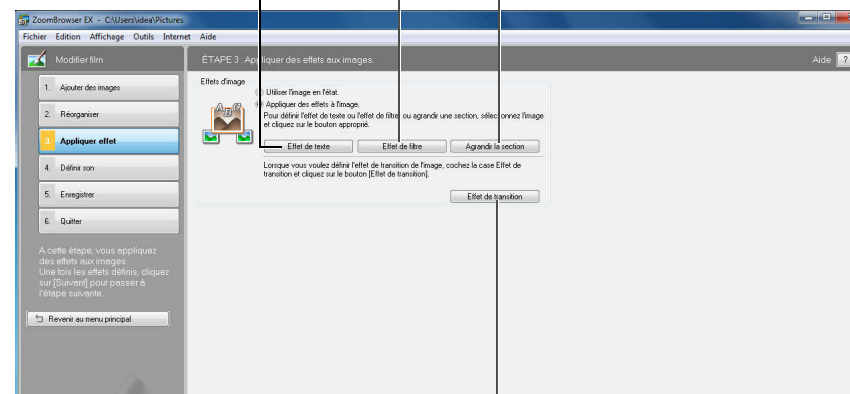 ZoomBrowser EX - C:\Users\idea\Pictures
Fichier Edition Affichage Outils Internet Aide
Modifier film
ÉTAPE 3 : Appliquer des effets aux images.
Aide ?
1. Ajouter des images
2. Réorganiser
3. Appliquer effet
4. Définir son
5. Enregistrer
6. Quitter
A cette étape, vous appliquez
des effets aux images.
Une fois les effets définis, cliquez
sur [Suivant] pour passer à
l'étape suivante.
Revenir au menu principal
Effets d'image
Utiliser l'image en l'état.
Appliquer des effets à l'image.
Pour définir l'effet de texte ou l'effet de filtre, ou agrandir une section, sélectionnez l'image
et cliquez sur le bouton approprié.
ABC
Effet de texte Effet de filtre Agrandir la section
Lorsque vous voulez définir l'effet de transition de l'image, cochez la case Effet de
transition et cliquez sur le bouton [Effet de transition].
Effet de transition